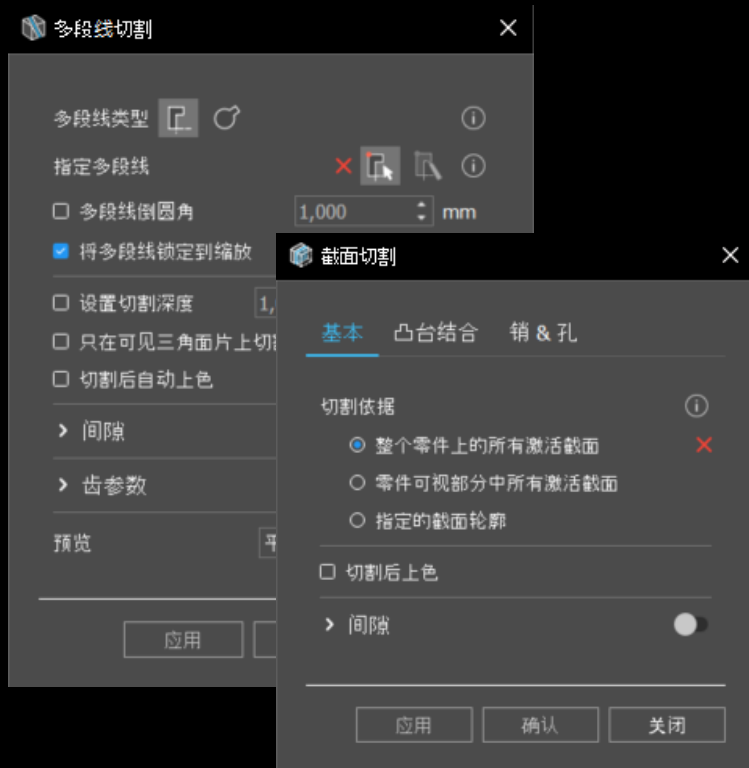 多段线切割
多段线类型
指定多段线
多段线倒圆角 1,000 mm
将多段线锁定到缩放
设置切割深度
只在可见三角面片上切
切割后自动上色
间隙
齿参数
预览
应用
截面切割
基本 凸台结合 销 & 孔
切割依据
整个零件上的所有激活截面
零件可视部分中所有激活截面
指定的截面轮廓
切割后上色
间隙
应用 确认 关闭